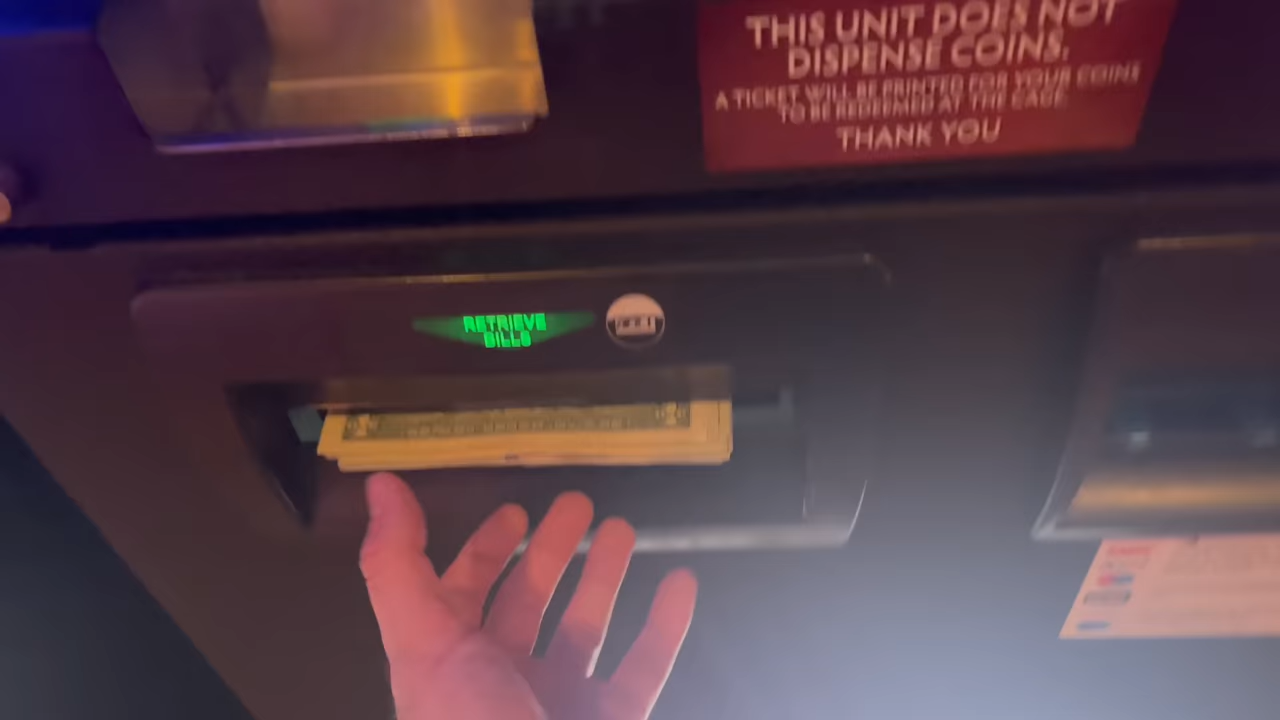 THIS UNIT DOES NOT
DISPENSE COINS.
A TICKET WILL BE PRINTED FOR YOUR COINS
TO BE REDEEMED AT THE CAGE.
THANK YOU
RETRIEVE
BILLS